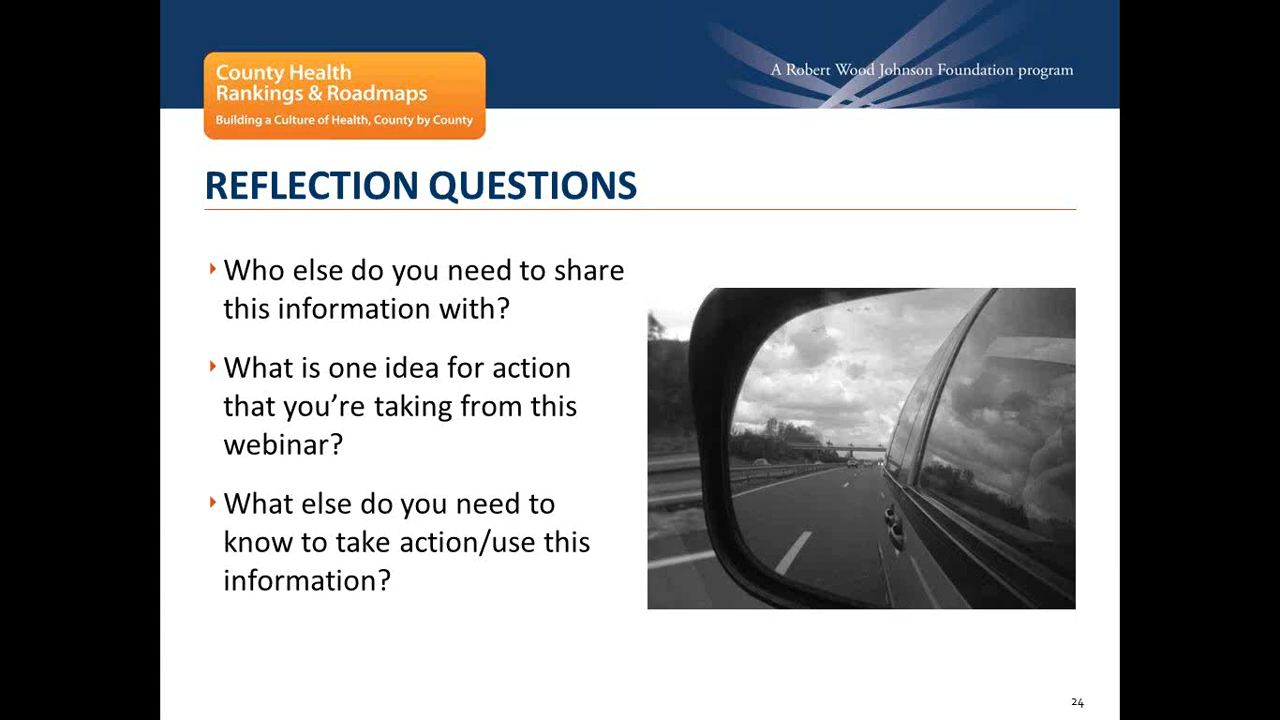 County Health
Rankings & Roadmaps
Building a Culture of Health, County by County
A Robert Wood Johnson Foundation program
REFLECTION QUESTIONS
‣Who else do you need to share
this information with?
‣What is one idea for action
that you’re taking from this
webinar?
‣What else do you need to
know to take action/use this
information?
24